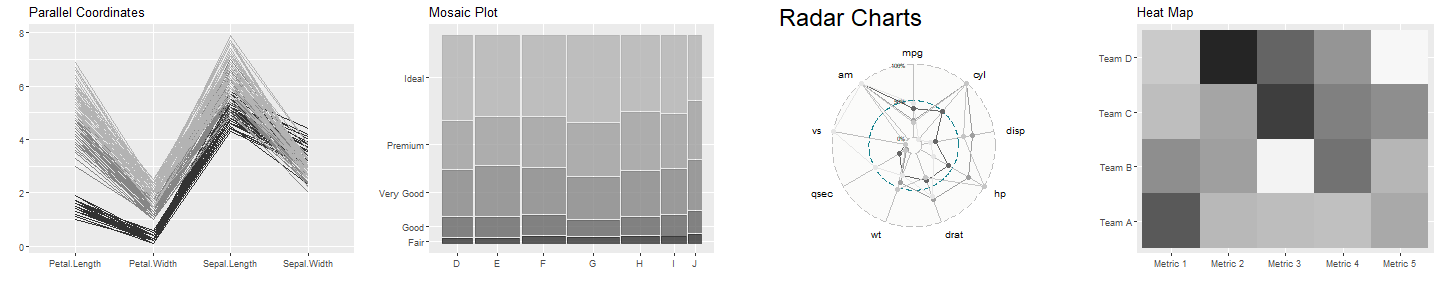 Parallel Coordinates
8
6
4
2
0
Petal.Length Petal.Width Sepal.Length Sepal.Width
Mosaic Plot
Ideal
Premium
Very Good
Good
Fair
D E F G H I J
Radar Charts
mpg
cyl
disp
hp
drat
wt
qsec
vs
am
100%
0%
Heat Map
Team D
Team C
Team B
Team A
Metric 1 Metric 2 Metric 3 Metric 4 Metric 5